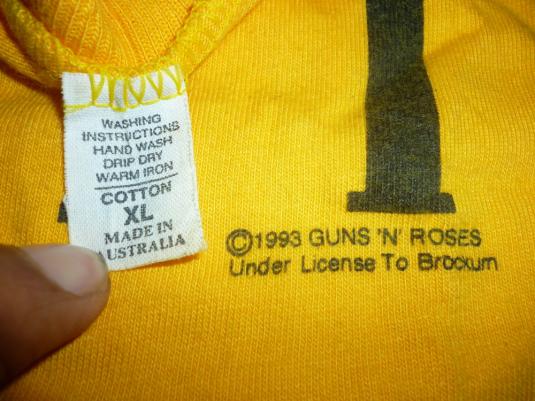 WASHING
INSTRUCTIONS
HAND WASH
DRIP DRY
WARM IRON
COTTON
XL
MADE IN
AUSTRALIA
©1993 GUNS 'N' ROSES
Under License To Brockum